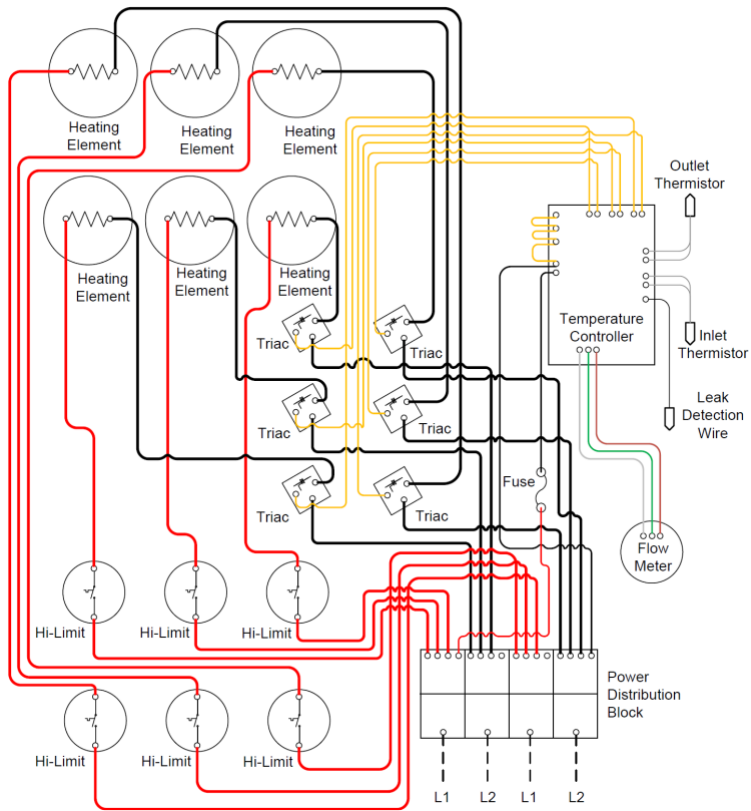 Heating
Element
Heating
Element
Heating
Element
Outlet
Thermistor
Heating
Element
Heating
Element
Heating
Element
Triac
Triac
Temperature
Controller
Inlet
Thermistor
Leak
Detection
Wire
Triac
Triac
Fuse
Triac
Triac
Flow
Meter
Hi-Limit
Hi-Limit
Hi-Limit
Power
Distribution
Block
Hi-Limit
Hi-Limit
Hi-Limit
L1
L2
L1
L2